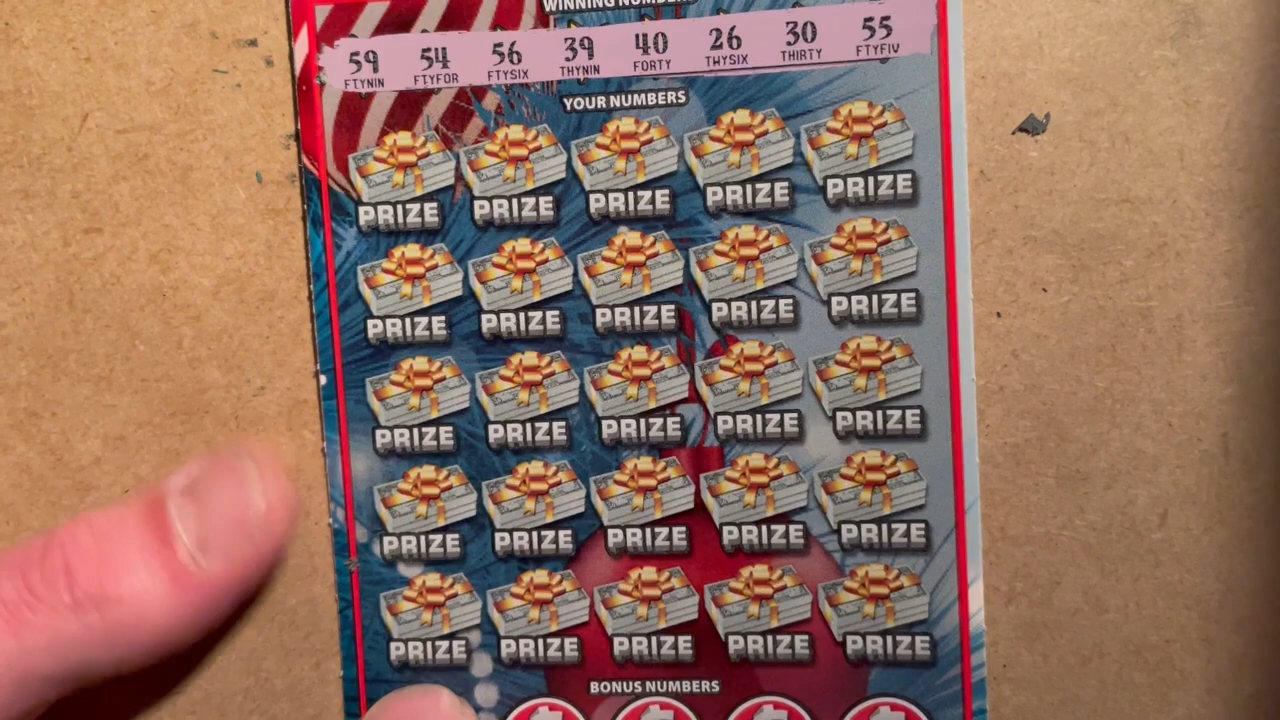 WINNING NUMBERS
59 54 56 39 40 26 30 55
FTYNIN FTYFOR FTYSIX THYNIN FORTY TWYSIX THIRTY FTYFIV
YOUR NUMBERS
PRIZE PRIZE PRIZE PRIZE PRIZE
PRIZE PRIZE PRIZE PRIZE PRIZE
PRIZE PRIZE PRIZE PRIZE PRIZE
PRIZE PRIZE PRIZE PRIZE PRIZE
PRIZE PRIZE PRIZE PRIZE PRIZE
BONUS NUMBERS